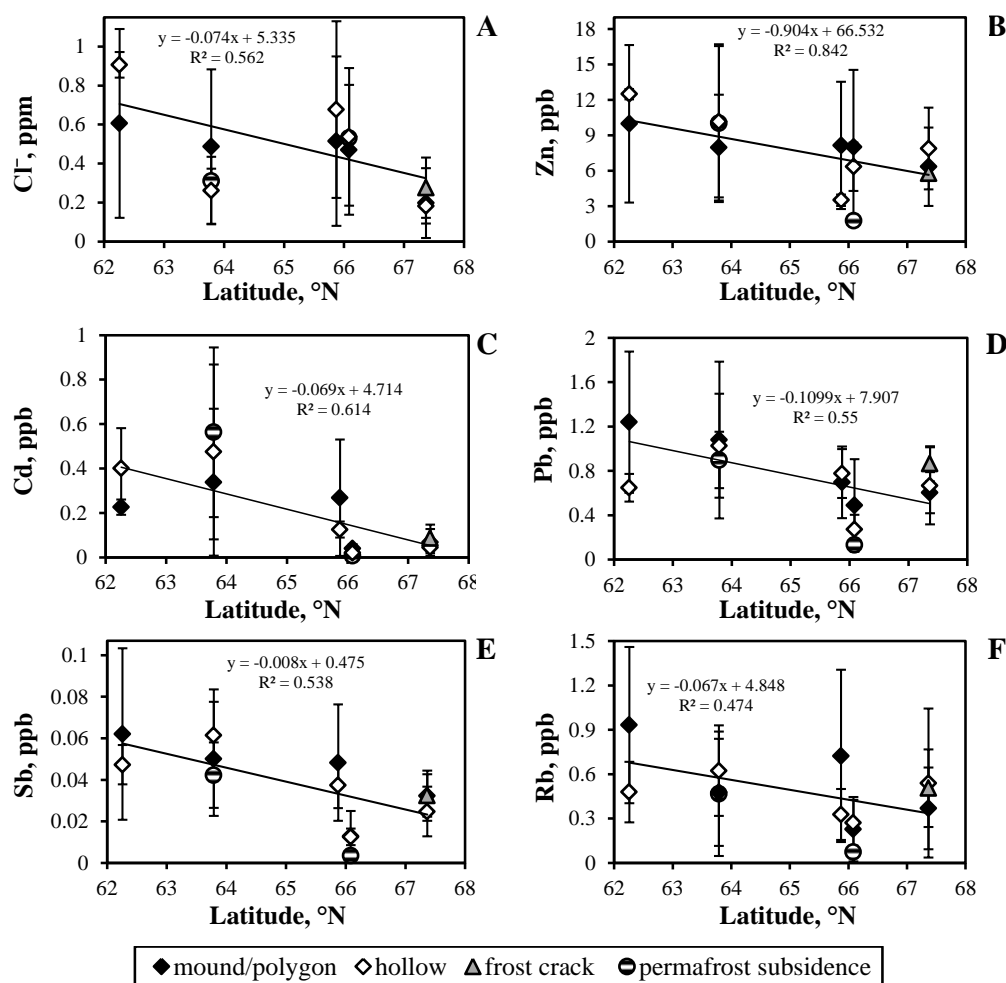 A
y = -0.074x + 5.335
R² = 0.562
1
0.8
0.6
0.4
0.2
0
Cl⁻, ppm
62 63 64 65 66 67 68
Latitude, °N
B
y = -0.904x + 66.532
R² = 0.842
18
15
12
9
6
3
0
Zn, ppb
62 63 64 65 66 67 68
Latitude, °N
C
y = -0.069x + 4.714
R² = 0.614
1
0.8
0.6
0.4
0.2
0
Cd, ppb
62 63 64 65 66 67 68
Latitude, °N
D
y = -0.1099x + 7.907
R² = 0.55
2
1.6
1.2
0.8
0.4
0
Pb, ppb
62 63 64 65 66 67 68
Latitude, °N
E
y = -0.008x + 0.475
R² = 0.538
0.1
0.08
0.06
0.04
0.02
0
Sb, ppb
62 63 64 65 66 67 68
Latitude, °N
F
y = -0.067x + 4.848
R² = 0.474
1.5
1.2
0.9
0.6
0.3
0
Rb, ppb
62 63 64 65 66 67 68
Latitude, °N
mound/polygon hollow frost crack permafrost subsidence